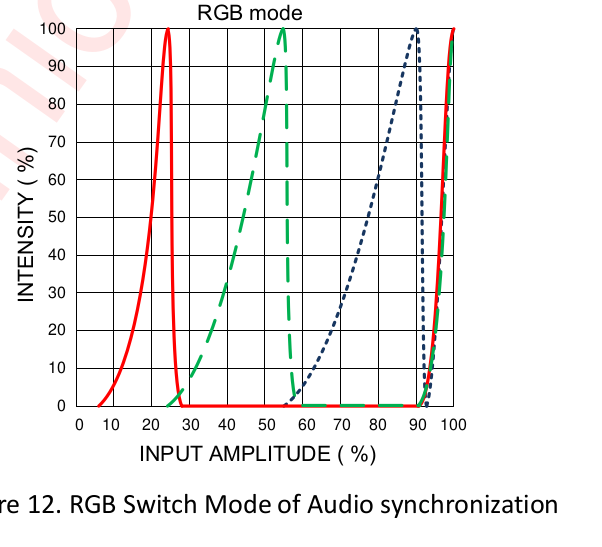 RGB mode
INTENSITY ( %)
100
90
80
70
60
50
40
30
20
10
0
0 10 20 30 40 50 60 70 80 90 100
INPUT AMPLITUDE ( %)
re 12. RGB Switch Mode of Audio synchronization